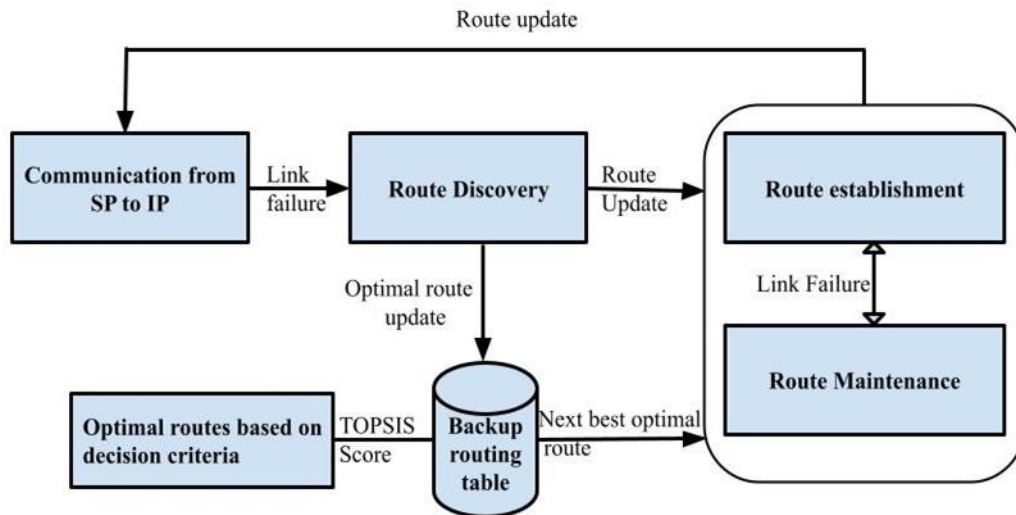 Route update
Communication from
SP to IP
Link
failure
Route Discovery
Route
Update
Route establishment
Link Failure
Route Maintenance
Optimal route
update
Optimal routes based on
decision criteria
TOPSIS
Score
Backup
routing
table
Next best optimal
route